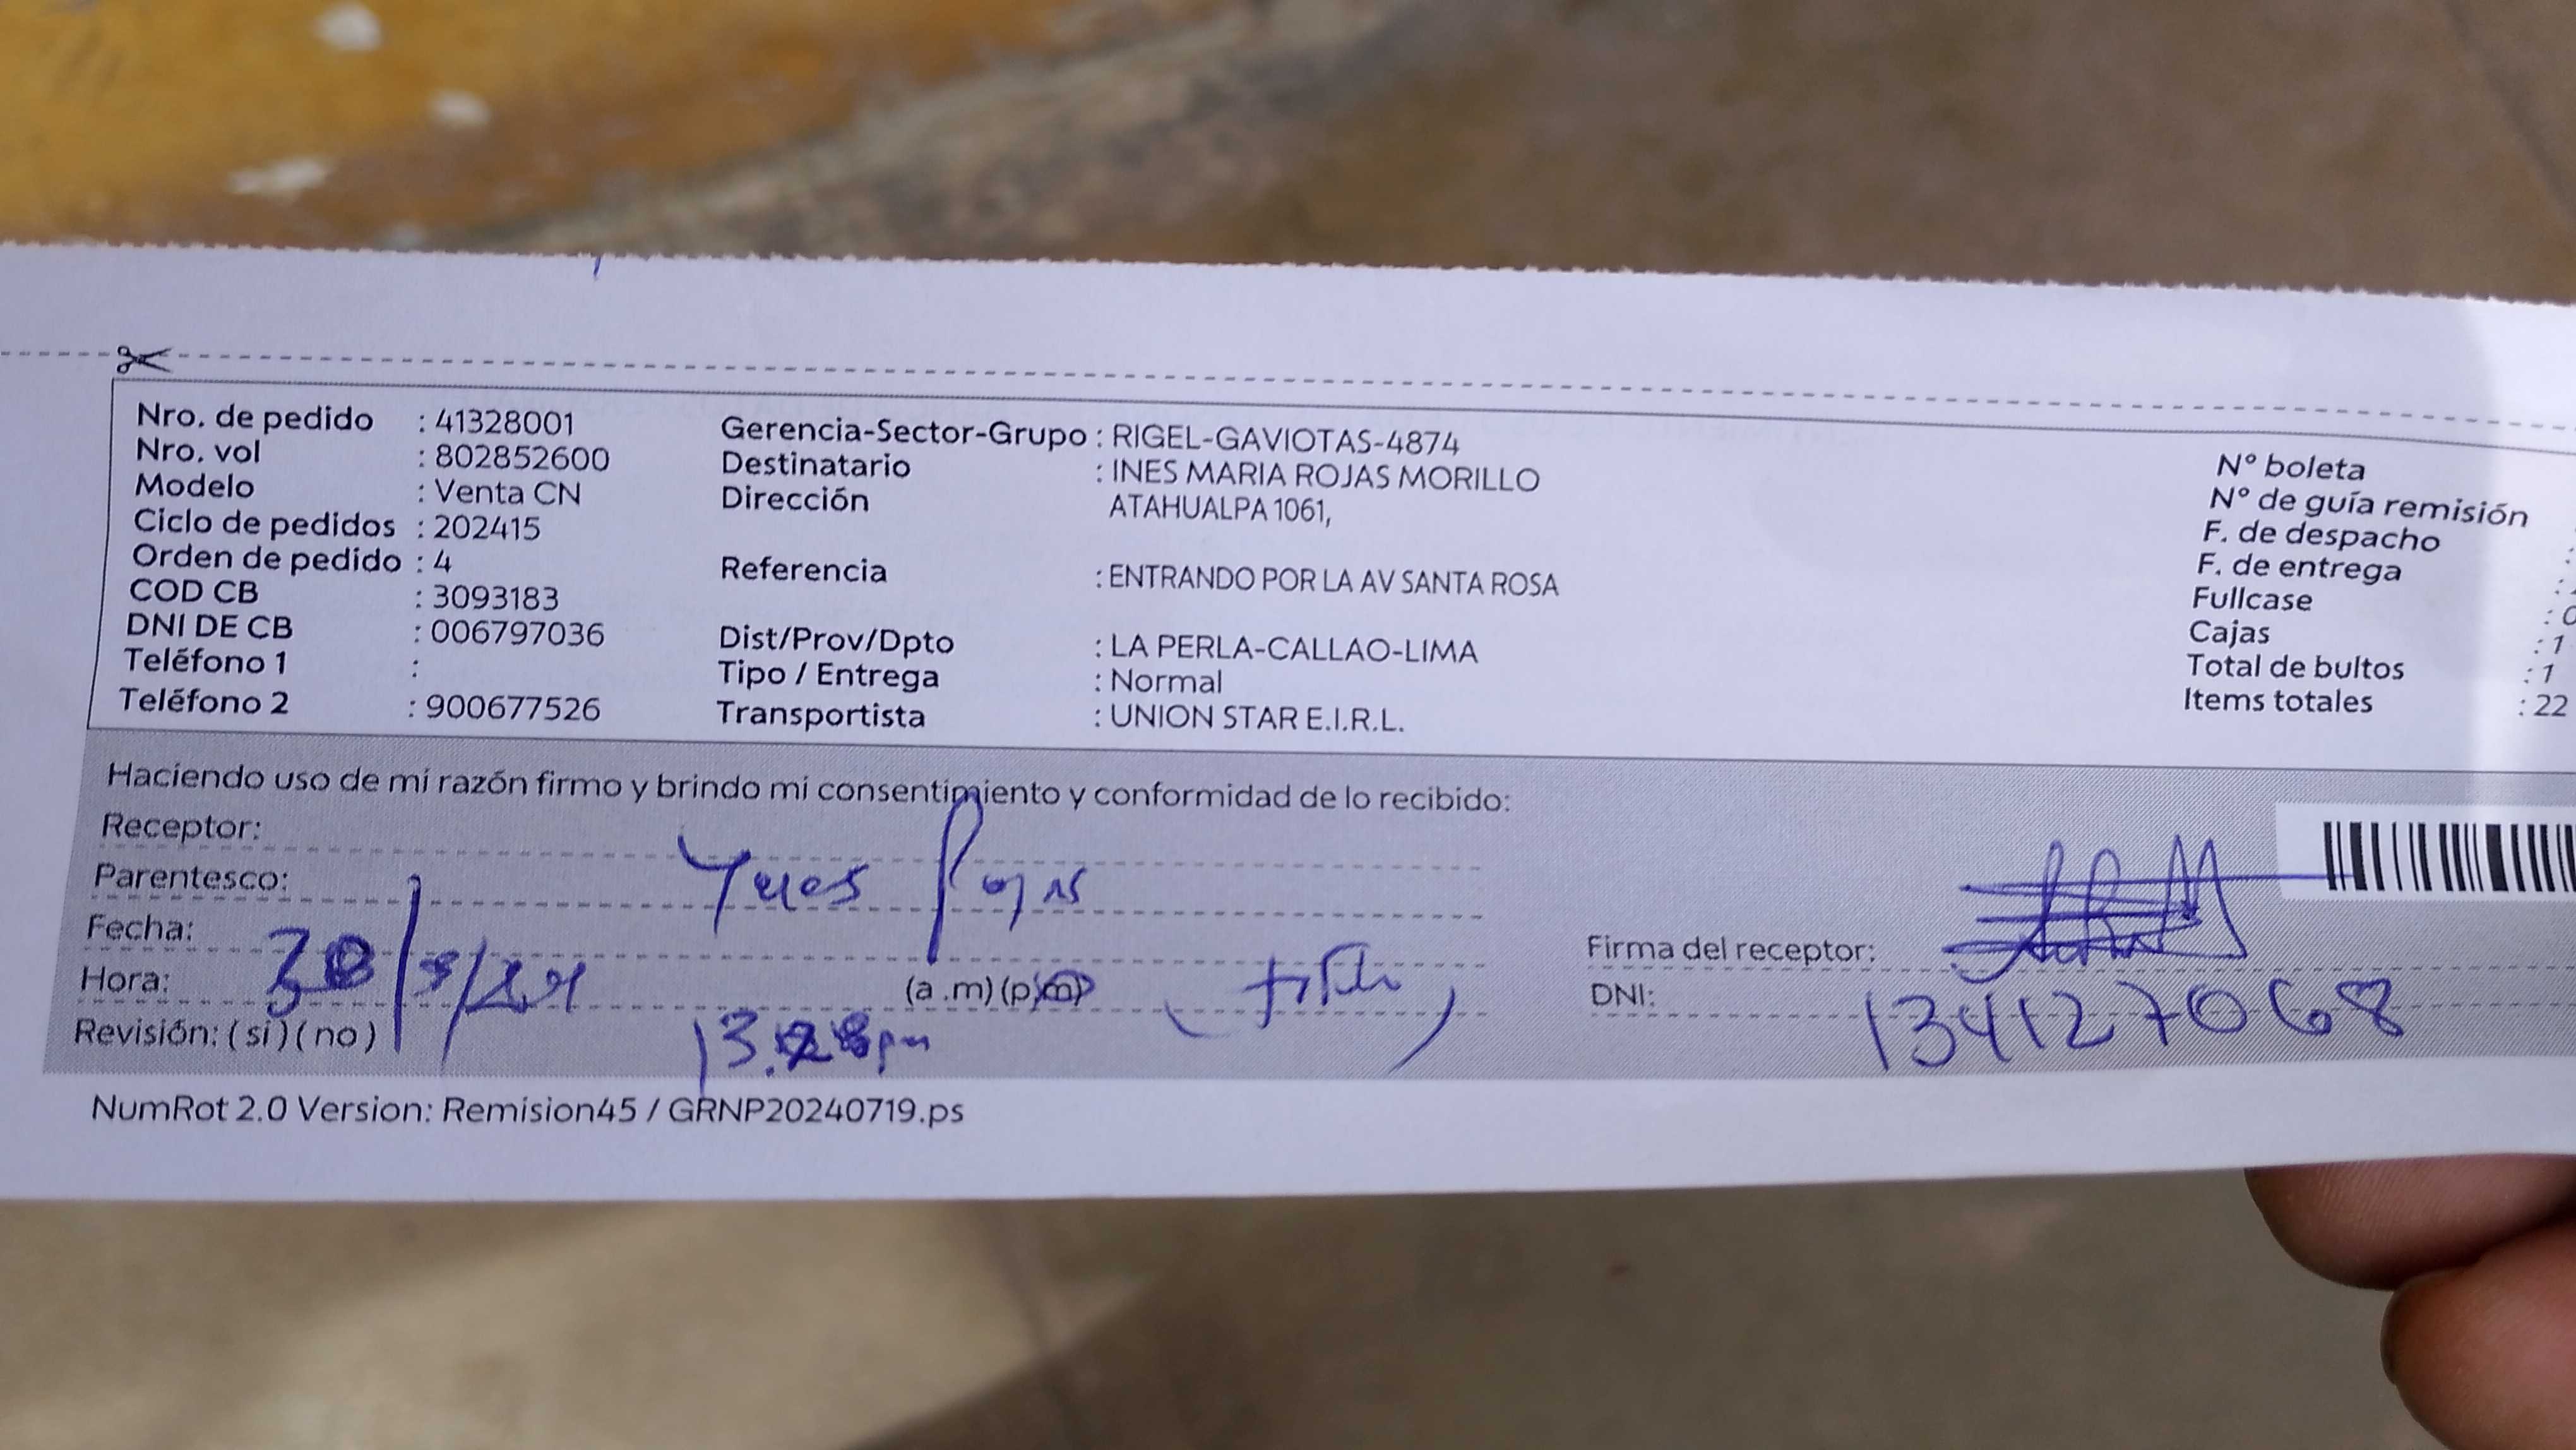 Nro. de pedido : 41328001
Nro. vol : 802852600
Modelo : Venta CN
Ciclo de pedidos : 202415
Orden de pedido : 4
COD CB : 3093183
DNI DE CB : 006797036
Teléfono 1 :
Teléfono 2 : 900677526
Gerencia-Sector-Grupo : RIGEL-GAVIOTAS-4874
Destinatario : INES MARIA ROJAS MORILLO
Dirección ATAHUALPA 1061,
Referencia : ENTRANDO POR LA AV SANTA ROSA
Dist/Prov/Dpto : LA PERLA-CALLAO-LIMA
Tipo / Entrega : Normal
Transportista : UNION STAR E.I.R.L.
N° boleta
N° de guía remisión
F. de despacho
F. de entrega
Fullcase : 0
Cajas : 1
Total de bultos : 1
Items totales : 22
Haciendo uso de mi razón firmo y brindo mi consentimiento y conformidad de lo recibido:
Receptor:
Parentesco: Ynes Rojas
Fecha:
Hora: (a.m)(p.m)
Revisión: (si)(no)
Firma del receptor:
DNI: 134127068
NumRot 2.0 Version: Remision45 / GRNP20240719.ps